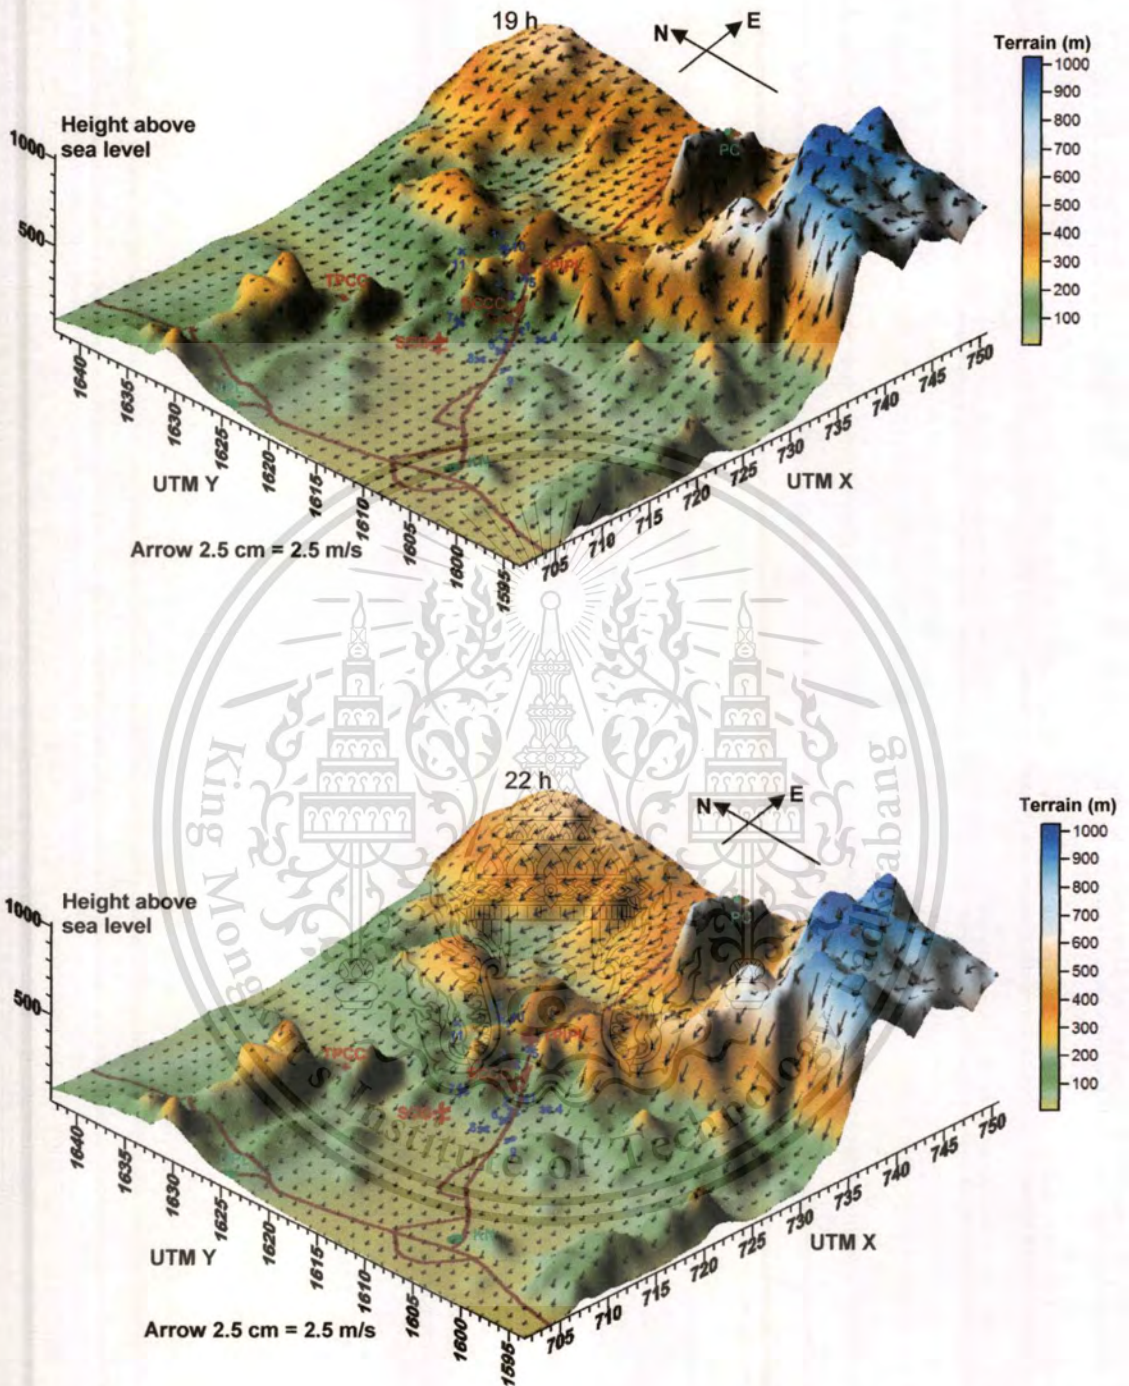 19 h
N E
Terrain (m)
1000
900
800
700
600
500
400
300
200
100
Height above
sea level
1000
500
PC
TPCC
TPIPL
11
1640
1635
1630
1625
1620
1615
1610
1605
1600
1595
UTM Y
705
710
715
720
725
730
735
740
745
750
UTM X
Arrow 2.5 cm = 2.5 m/s
King Mongkut's Institute of Technology Ladkrabang
22 h
N E
Terrain (m)
1000
900
800
700
600
500
400
300
200
100
Height above
sea level
1000
500
PC
TPCC
TPIPL
1640
1635
1630
1625
1620
1615
1610
1605
1600
1595
UTM Y
705
710
715
720
725
730
735
740
745
750
UTM X
Arrow 2.5 cm = 2.5 m/s